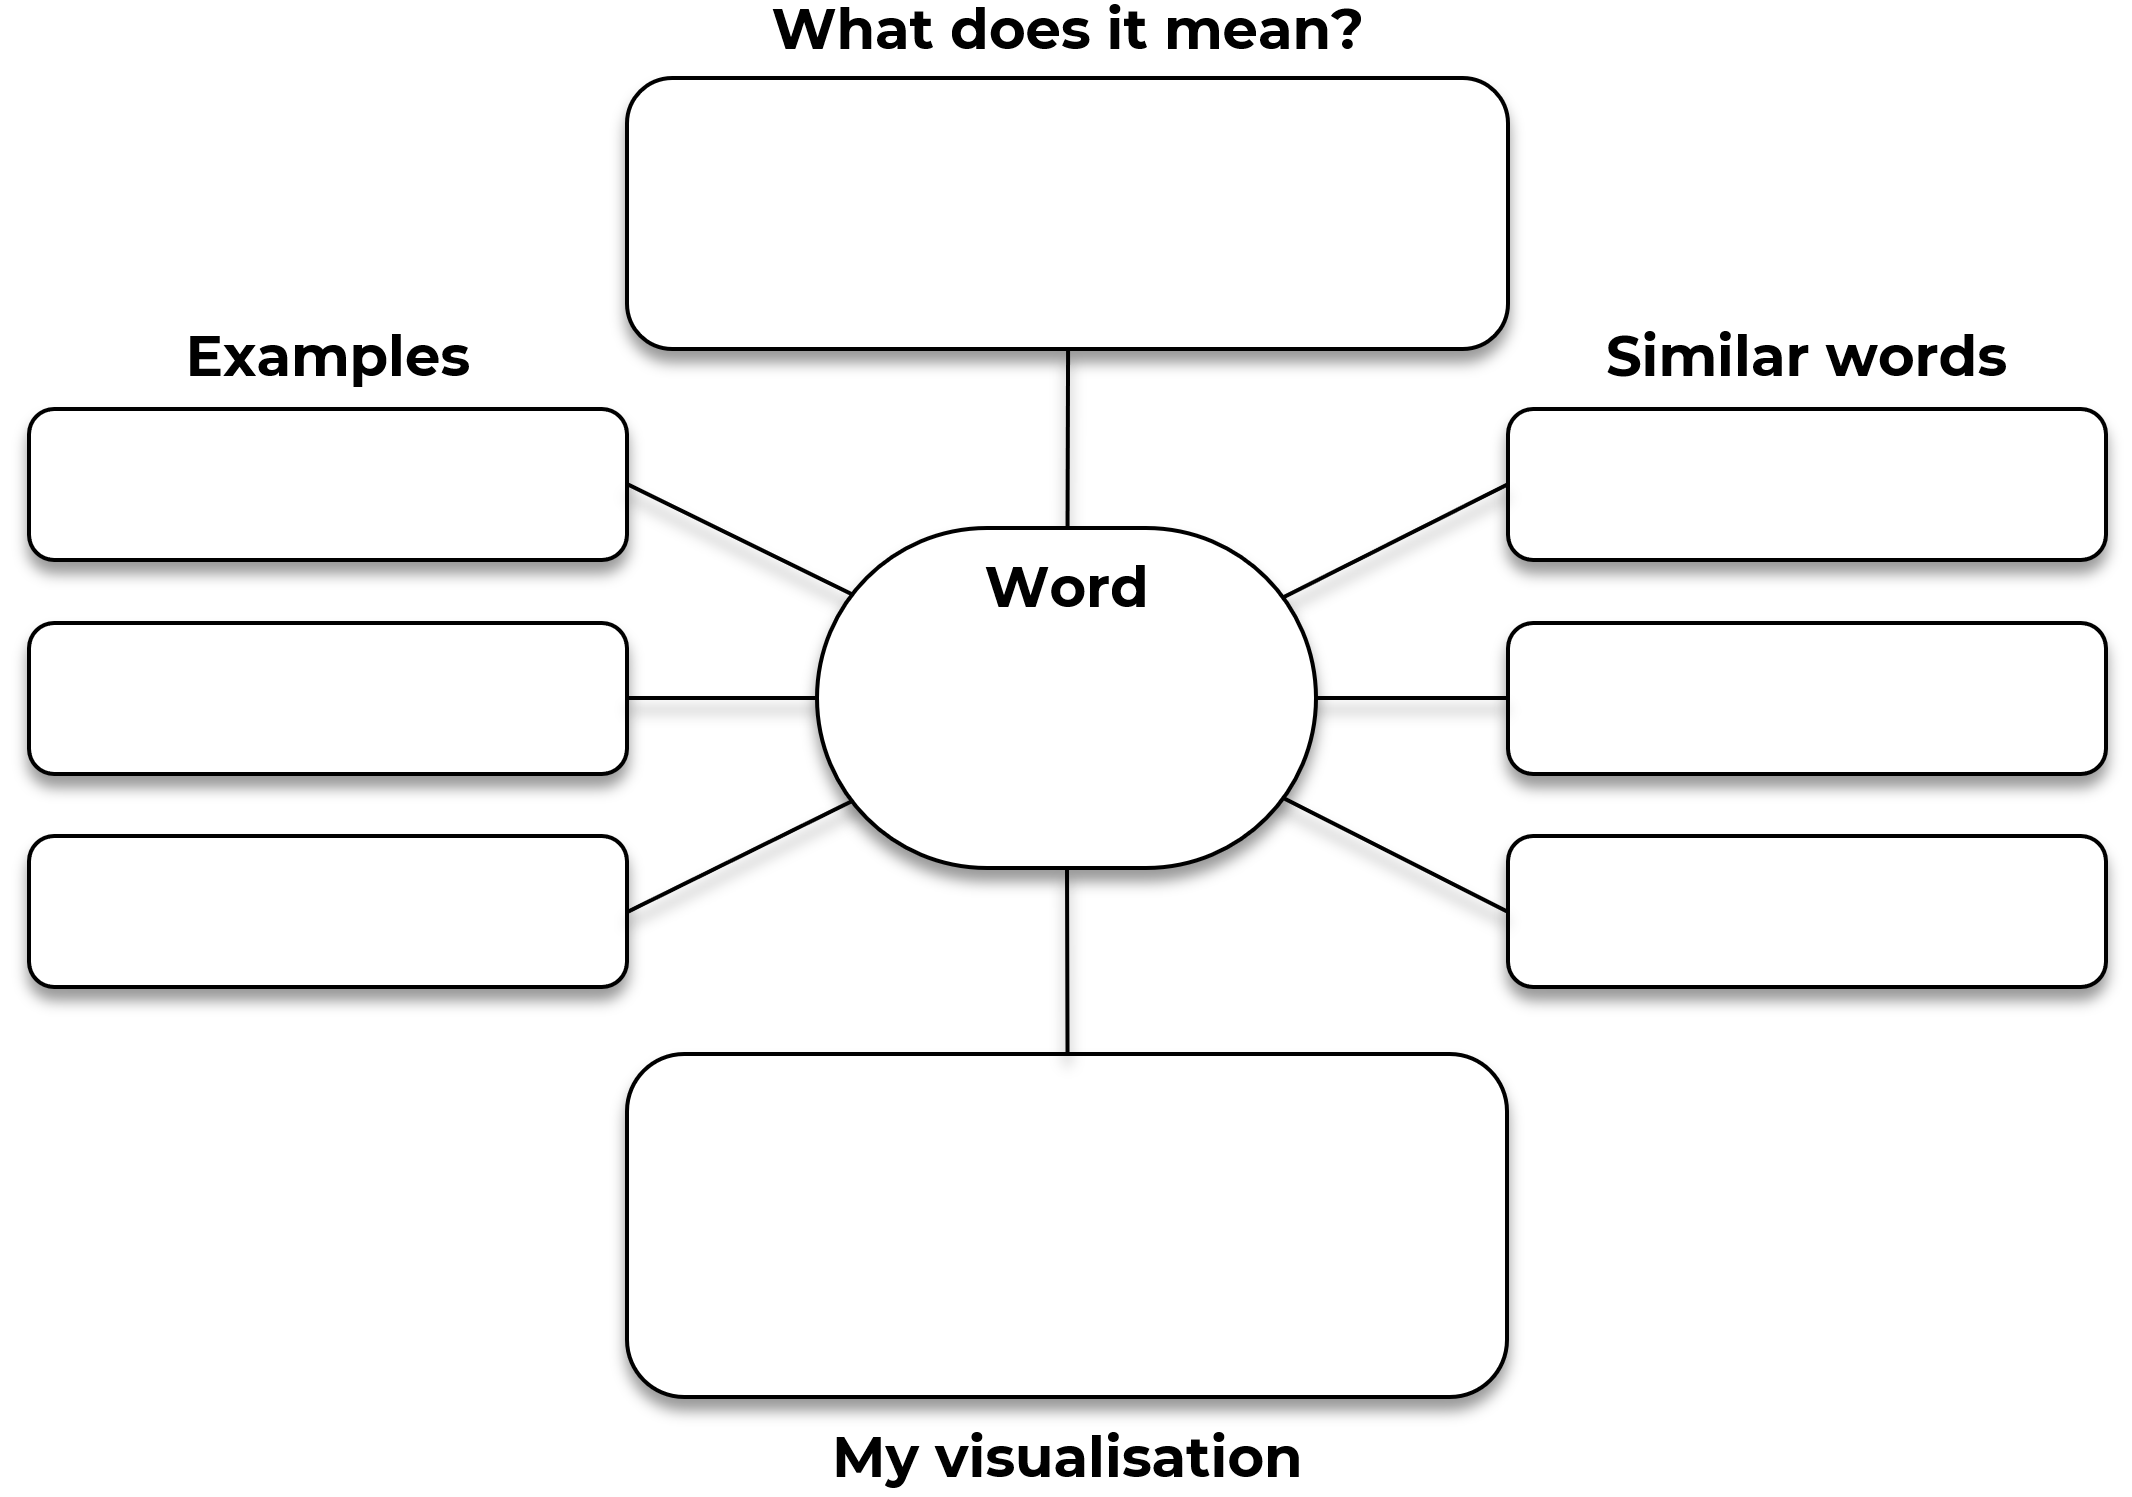 What does it mean?
Examples
Similar words
Word
My visualisation